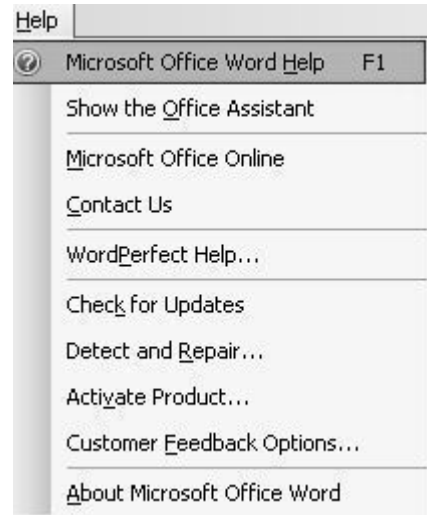 Help
Microsoft Office Word Help F1
Show the Office Assistant
Microsoft Office Online
Contact Us
WordPerfect Help...
Check for Updates
Detect and Repair...
Activate Product...
Customer Feedback Options...
About Microsoft Office Word